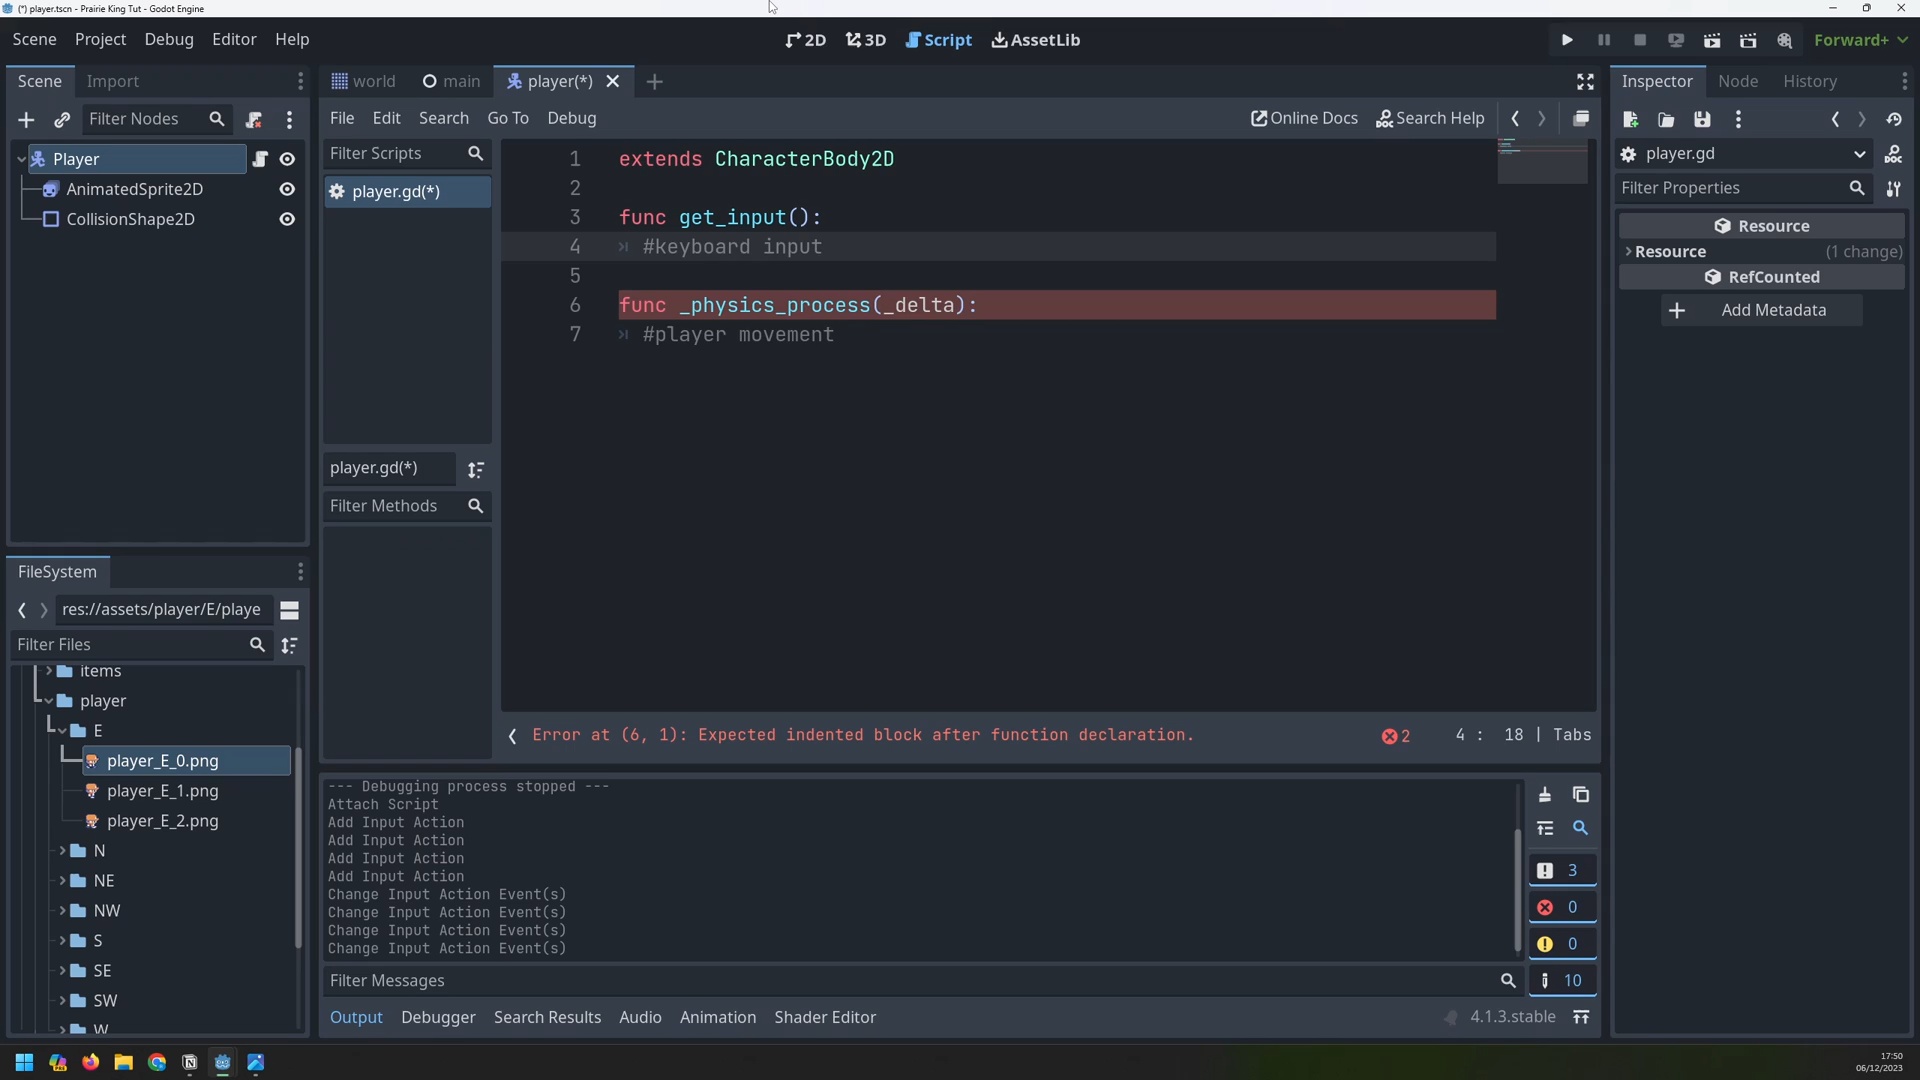 (*) player.tscn - Prairie King Tut - Godot Engine
Scene Project Debug Editor Help
2D 3D Script AssetLib
Forward+
Scene Import
Filter Nodes
Player
AnimatedSprite2D
CollisionShape2D
world main player(*)
File Edit Search Go To Debug
Online Docs Search Help
Filter Scripts
player.gd(*)
player.gd(*)
Filter Methods
1 extends CharacterBody2D
2
3 func get_input():
4 #keyboard input
5
6 func _physics_process(_delta):
7 #player movement
Error at (6, 1): Expected indented block after function declaration.
2 4 : 18 | Tabs
Inspector Node History
player.gd
Filter Properties
Resource
Resource (1 change)
RefCounted
Add Metadata
FileSystem
res://assets/player/E/playe
Filter Files
items
player
E
player_E_0.png
player_E_1.png
player_E_2.png
N
NE
NW
S
SE
SW
W
--- Debugging process stopped ---
Attach Script
Add Input Action
Add Input Action
Add Input Action
Add Input Action
Change Input Action Event(s)
Change Input Action Event(s)
Change Input Action Event(s)
Change Input Action Event(s)
3
0
0
10
Filter Messages
Output Debugger Search Results Audio Animation Shader Editor
4.1.3.stable
17:50
06/12/2023